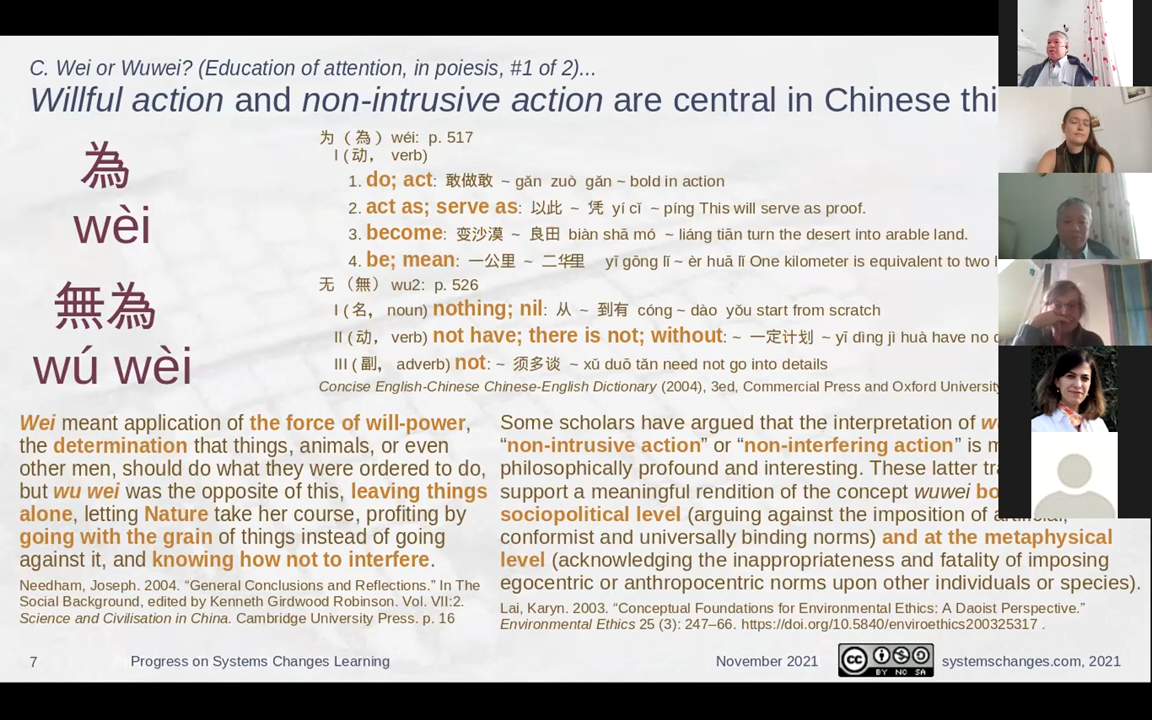 C. Wei or Wuwei? (Education of attention, in poiesis, #1 of 2)...
Willful action and non-intrusive action are central in Chinese thi
為
wèi
無為
wú wèi
为（為）wéi: p. 517
I (动， verb)
1. do; act: 敢做敢 ~ gǎn zuò gǎn ~ bold in action
2. act as; serve as: 以此 ~ 凭 yí cǐ ~ píng This will serve as proof.
3. become: 变沙漠 ~ 良田 biàn shā mó ~ liáng tiān turn the desert into arable land.
4. be; mean: 一公里 ~ 二华里 yī gōng lǐ ~ èr huā lǐ One kilometer is equivalent to two
无（無）wu2: p. 526
I (名， noun) nothing; nil: 从 ~ 到有 cóng ~ dào yǒu start from scratch
II (动， verb) not have; there is not; without: ~ 一定计划 ~ yī dìng jì huà have no
III (副， adverb) not: ~ 须多谈 ~ xǔ duō tǎn need not go into details
Concise English-Chinese Chinese-English Dictionary (2004), 3ed, Commercial Press and Oxford University
Wei meant application of the force of will-power,
the determination that things, animals, or even
other men, should do what they were ordered to do,
but wu wei was the opposite of this, leaving things
alone, letting Nature take her course, profiting by
going with the grain of things instead of going
against it, and knowing how not to interfere.
Needham, Joseph. 2004. “General Conclusions and Reflections.” In The
Social Background, edited by Kenneth Girdwood Robinson. Vol. VII:2.
Science and Civilisation in China. Cambridge University Press. p. 16
Some scholars have argued that the interpretation of
“non-intrusive action” or “non-interfering action” is
philosophically profound and interesting. These latter
support a meaningful rendition of the concept wuwei
sociopolitical level (arguing against the imposition of artificial,
conformist and universally binding norms) and at the metaphysical
level (acknowledging the inappropriateness and fatality of imposing
egocentric or anthropocentric norms upon other individuals or species).
Lai, Karyn. 2003. “Conceptual Foundations for Environmental Ethics: A Daoist Perspective.”
Environmental Ethics 25 (3): 247–66. https://doi.org/10.5840/enviroethics200325317 .
7
Progress on Systems Changes Learning
November 2021
cc
BY NC SA
systemschanges.com, 2021